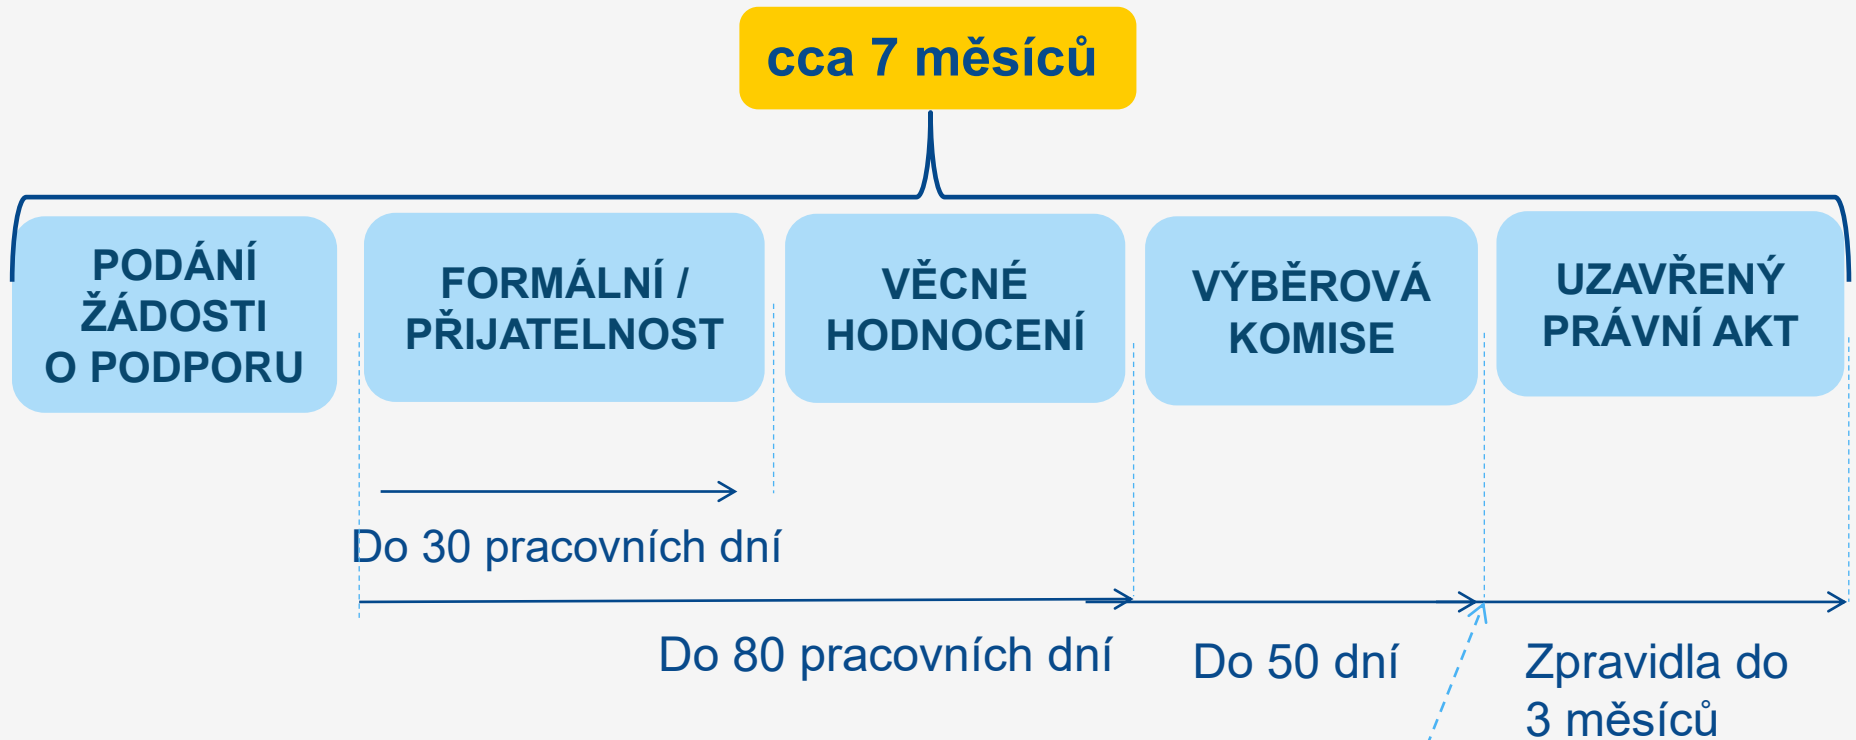 cca 7 měsíců
PODÁNÍ
ŽÁDOSTI
O PODPORU
FORMÁLNÍ /
PŘIJATELNOST
VĚCNÉ
HODNOCENÍ
VÝBĚROVÁ
KOMISE
UZAVŘENÝ
PRÁVNÍ AKT
Do 30 pracovních dní
Do 80 pracovních dní
Do 50 dní
Zpravidla do
3 měsíců